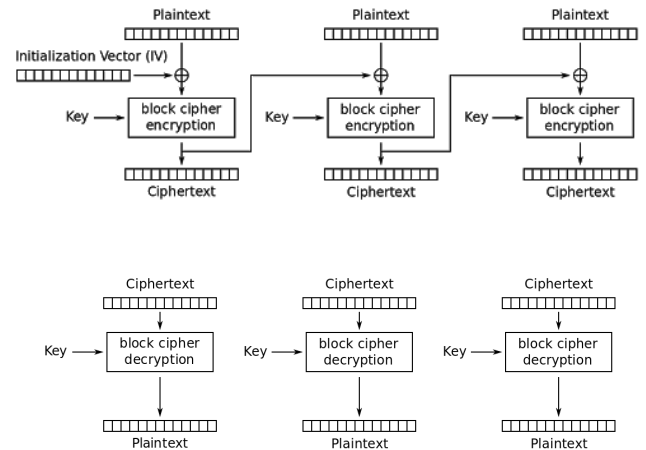 Plaintext Plaintext Plaintext
Initialization Vector (IV)
Key block cipher encryption Key block cipher encryption Key block cipher encryption
Ciphertext Ciphertext Ciphertext
Ciphertext Ciphertext Ciphertext
Key block cipher decryption Key block cipher decryption Key block cipher decryption
Plaintext Plaintext Plaintext